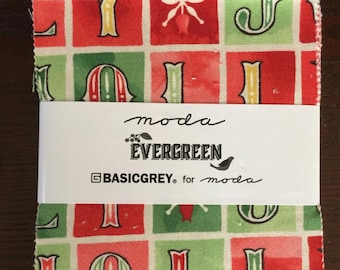 Y J
L O I J
moda
EVERGREEN
G BASICGREY® for moda
L O I J